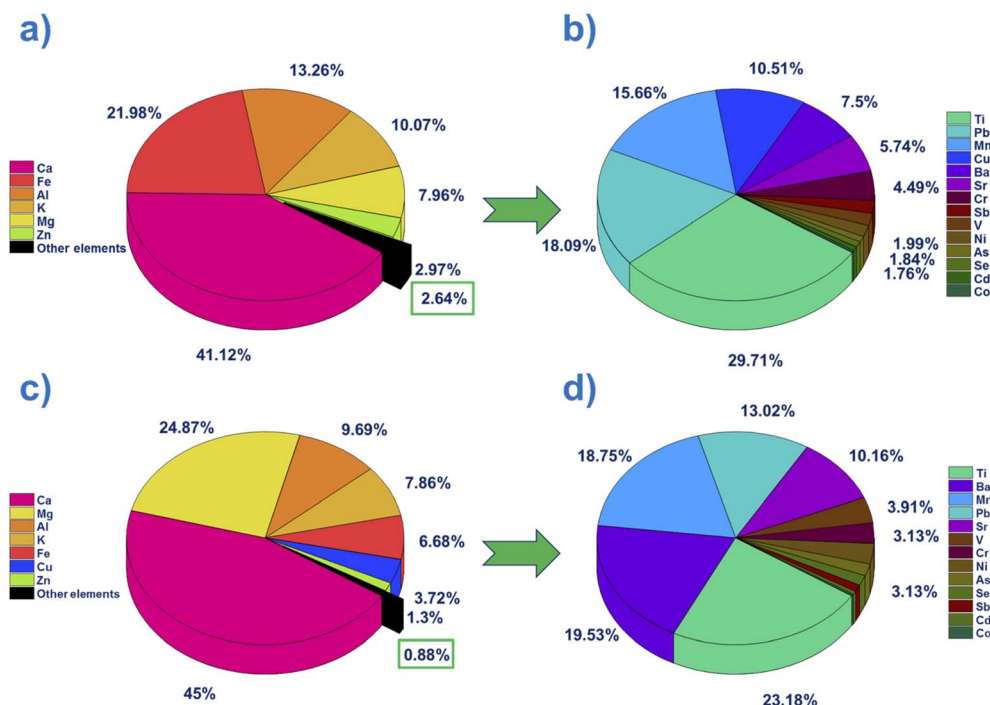 a)
13.26%
21.98%
10.07%
7.96%
2.97%
2.64%
41.12%
Ca
Fe
Al
K
Mg
Zn
Other elements
b)
10.51%
15.66%
7.5%
5.74%
4.49%
1.99%
1.84%
1.76%
18.09%
29.71%
Ti
Pb
Mn
Cu
Ba
Sr
Cr
Sb
V
Ni
As
Se
Cd
Co
c)
24.87%
9.69%
7.86%
6.68%
3.72%
1.3%
0.88%
45%
Ca
Mg
Al
K
Fe
Cu
Zn
Other elements
d)
13.02%
18.75%
10.16%
3.91%
3.13%
3.13%
19.53%
23.18%
Ti
Ba
Mn
Pb
Sr
V
Cr
Ni
As
Se
Sb
Cd
Co